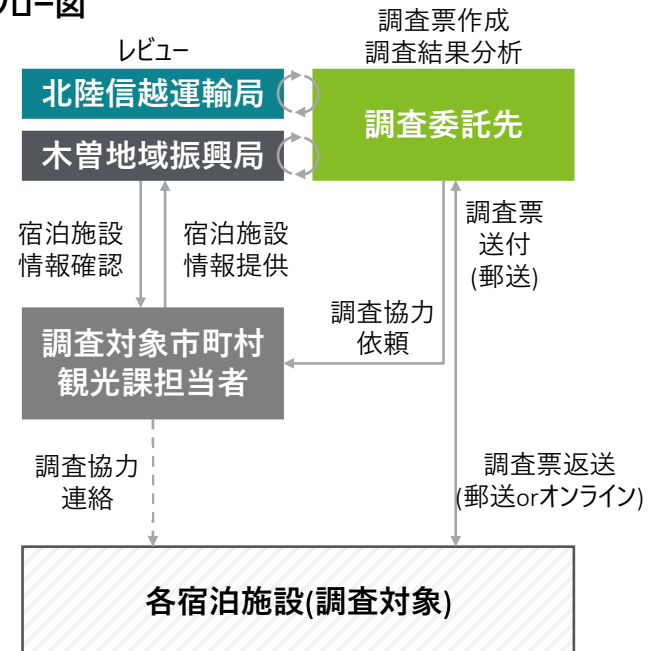 フロー図
調査票作成
調査結果分析
レビュー
北陸信越運輸局
調査委託先
木曽地域振興局
宿泊施設
情報確認
宿泊施設
情報提供
調査票
送付
(郵送)
調査協力
依頼
調査対象市町村
観光課担当者
調査協力
連絡
調査票返送
(郵送orオンライン)
各宿泊施設(調査対象)